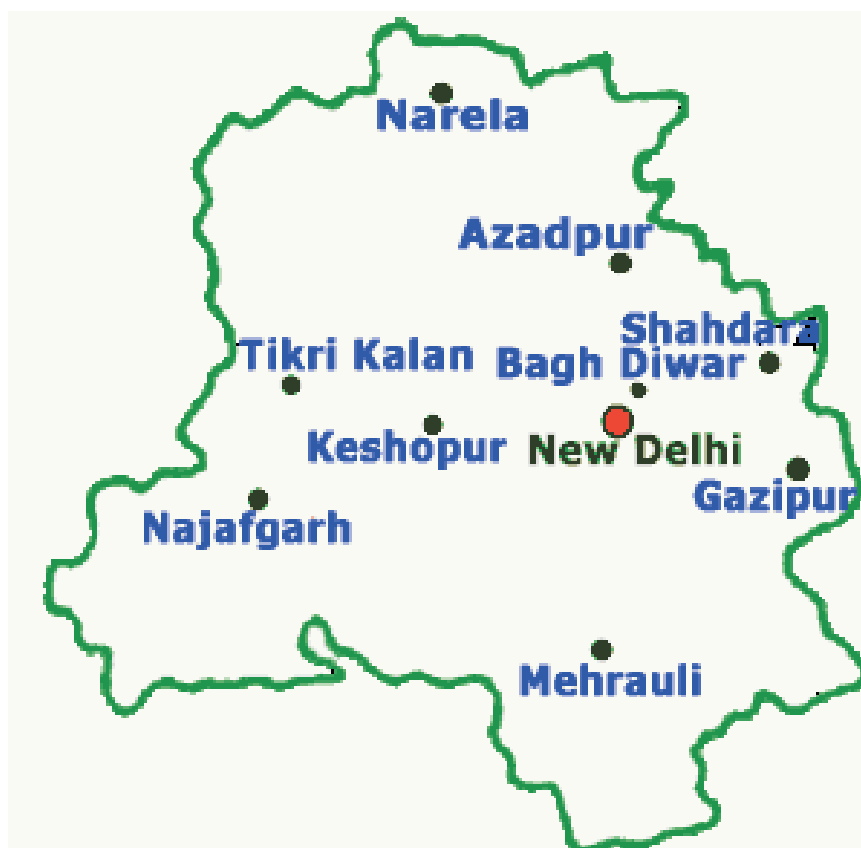 Narela
Azadpur
Shahdara
Tikri Kalan
Bagh Diwar
Keshopur
New Delhi
Gazipur
Najafgarh
Mehrauli